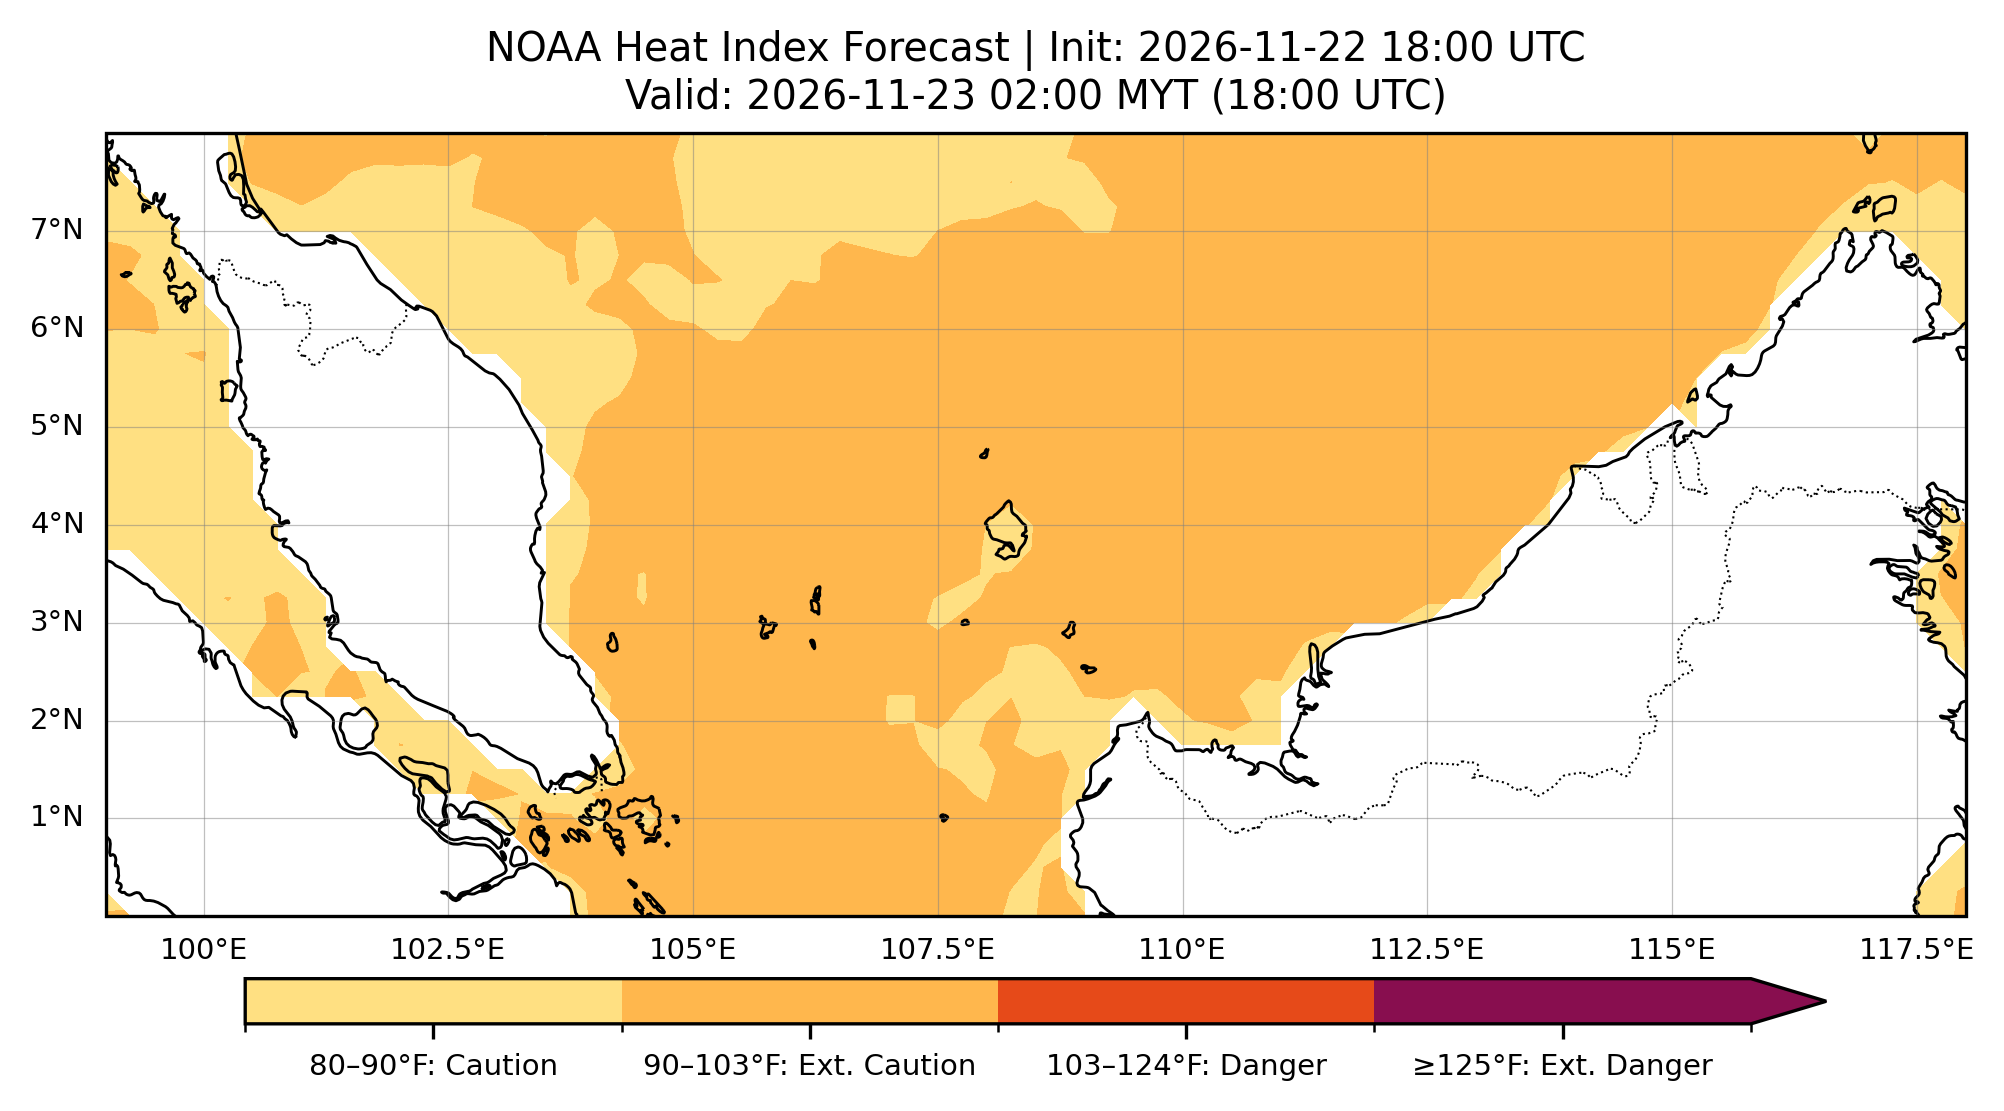 NOAA Heat Index Forecast | Init: 2026-11-22 18:00 UTC
Valid: 2026-11-23 02:00 MYT (18:00 UTC)
7°N
6°N
5°N
4°N
3°N
2°N
1°N
100°E 102.5°E 105°E 107.5°E 110°E 112.5°E 115°E 117.5°E
80–90°F: Caution 90–103°F: Ext. Caution 103–124°F: Danger ≥125°F: Ext. Danger